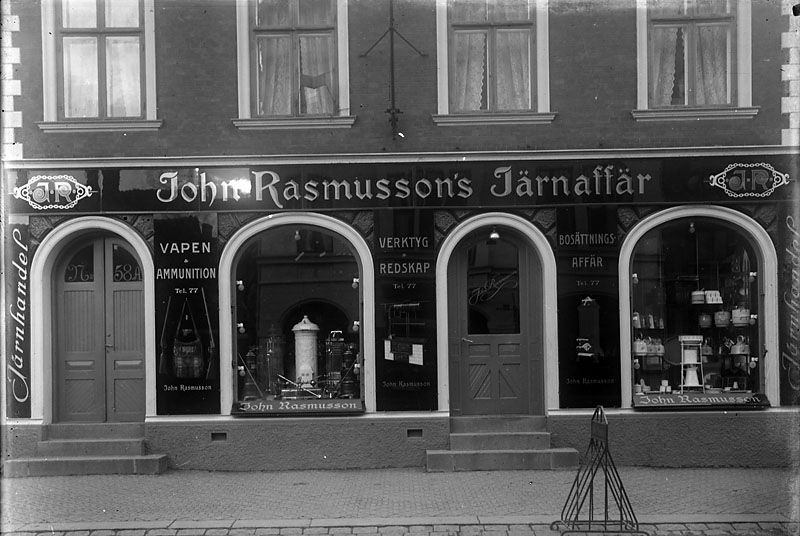 J.R.
John Rasmusson's Järnaffär
J.R.
Järnhandel
No 58A
VAPEN
&
AMMUNITION
Tel. 77
John Rasmusson
John Rasmusson
VERKTYG
&
REDSKAP
Tel. 77
John Rasmusson
BOSÄTTNINGS-
AFFÄR
Tel. 77
John Rasmusson
John Rasmusson
Järnhandel